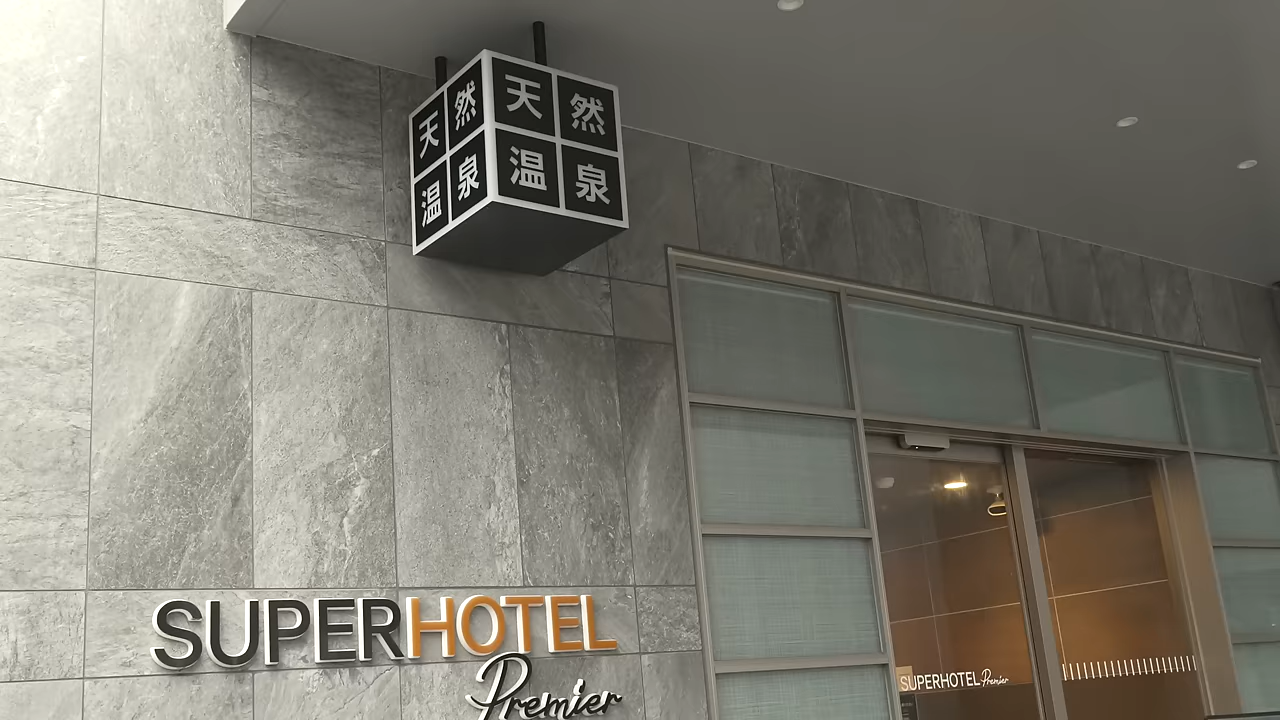 天然
温泉
天然
温泉
SUPERHOTEL
Premier
SUPERHOTEL Premier